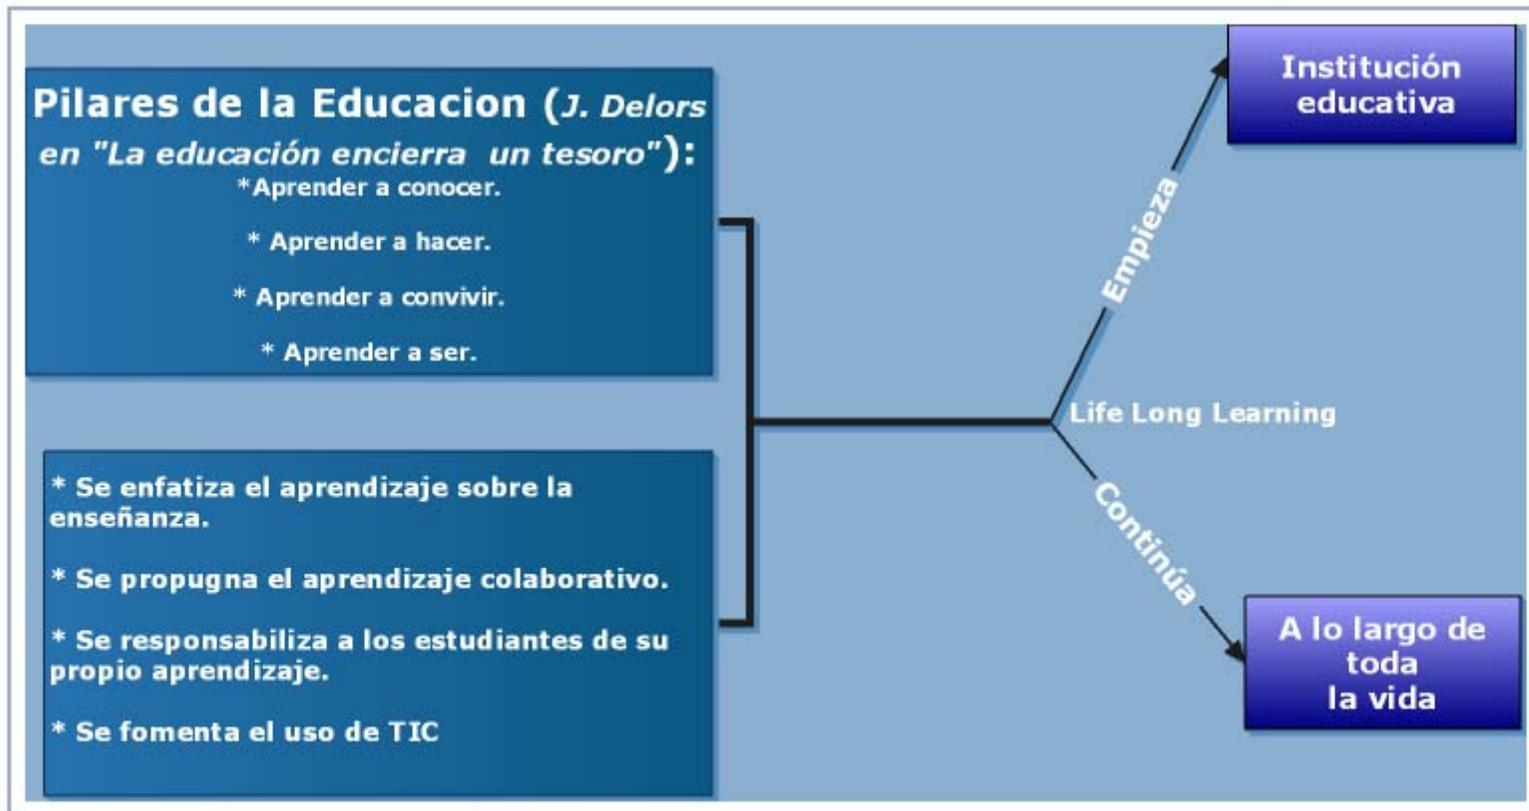 Pilares de la Educacion (J. Delors
en "La educación encierra un tesoro"):
*Aprender a conocer.
* Aprender a hacer.
* Aprender a convivir.
* Aprender a ser.
* Se enfatiza el aprendizaje sobre la
enseñanza.
* Se propugna el aprendizaje colaborativo.
* Se responsabiliza a los estudiantes de su
propio aprendizaje.
* Se fomenta el uso de TIC
Life Long Learning
Empieza
Institución
educativa
Continúa
A lo largo de
toda
la vida